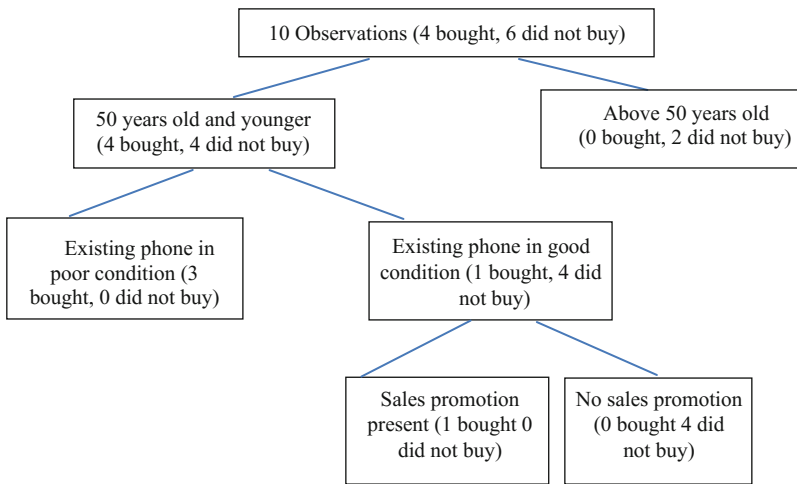 10 Observations (4 bought, 6 did not buy)
50 years old and younger
(4 bought, 4 did not buy)
Above 50 years old
(0 bought, 2 did not buy)
Existing phone in
poor condition (3
bought, 0 did not buy)
Existing phone in good
condition (1 bought, 4 did
not buy)
Sales promotion
present (1 bought 0
did not buy)
No sales promotion
(0 bought 4 did
not buy)